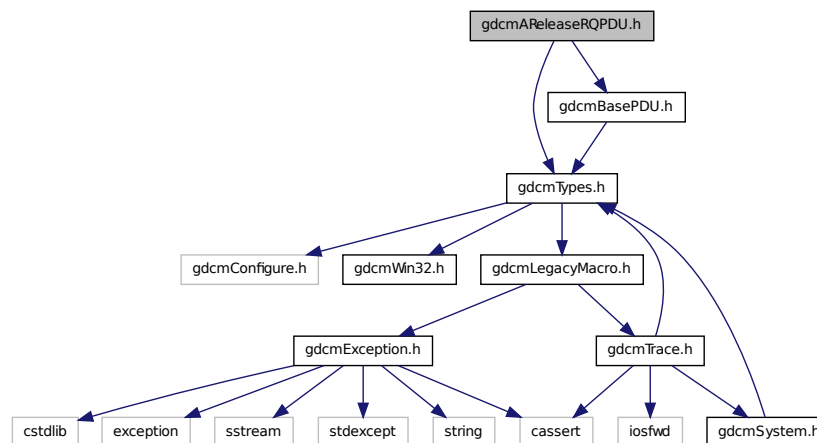 gdcmAReleaseRQPDU.h
gdcmBasePDU.h
gdcmTypes.h
gdcmConfigure.h
gdcmWin32.h
gdcmLegacyMacro.h
gdcmException.h
gdcmTrace.h
cstdlib
exception
sstream
stdexcept
string
cassert
iosfwd
gdcmSystem.h